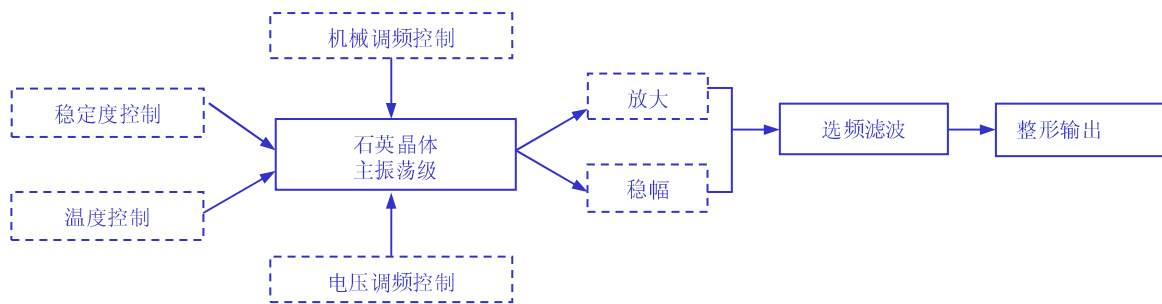 机械调频控制
稳定度控制
放大
石英晶体
主振荡级
选频滤波
整形输出
温度控制
稳幅
电压调频控制